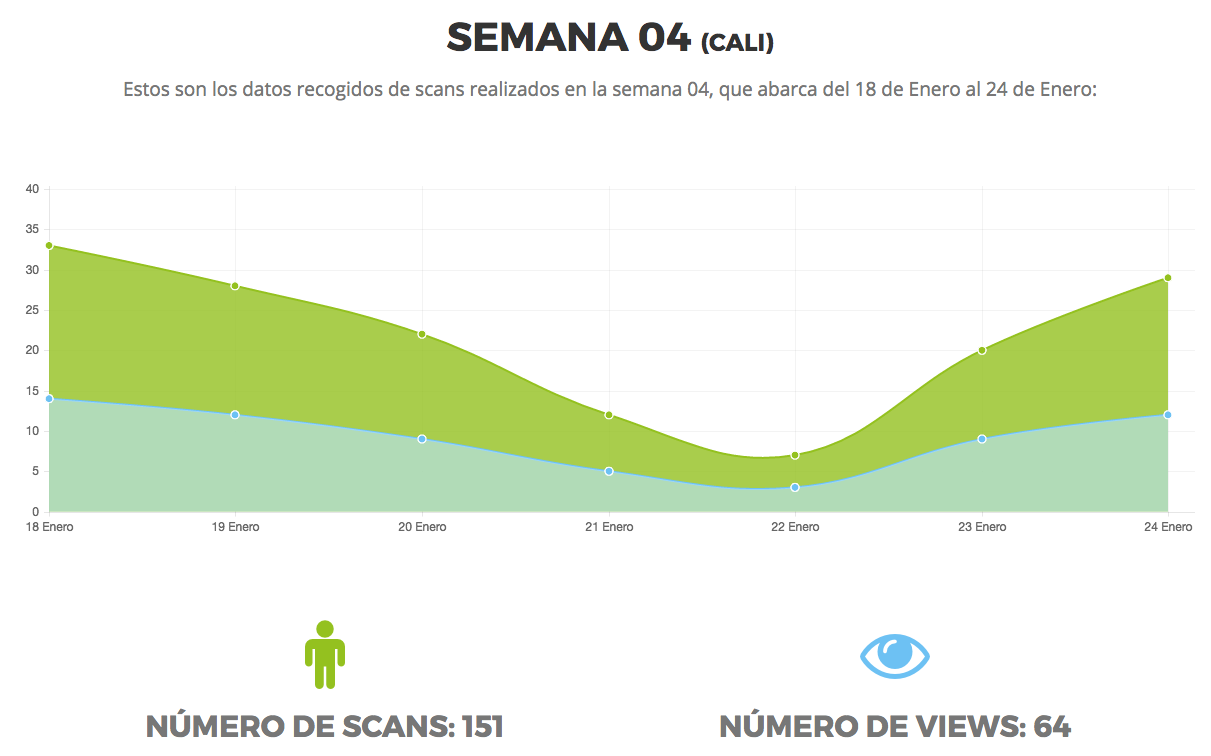 SEMANA 04 (CALI)
Estos son los datos recogidos de scans realizados en la semana 04, que abarca del 18 de Enero al 24 de Enero:
40
35
30
25
20
15
10
5
0
18 Enero 19 Enero 20 Enero 21 Enero 22 Enero 23 Enero 24 Enero
NÚMERO DE SCANS: 151 NÚMERO DE VIEWS: 64